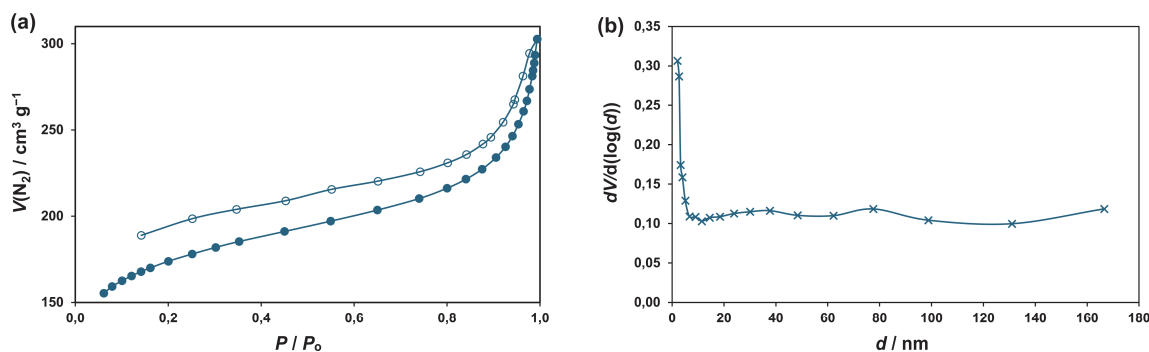 (a)
300
250
200
150
V(N₂) / cm³ g⁻¹
0,0 0,2 0,4 0,6 0,8 1,0
P / Pₒ
(b)
0,35
0,30
0,25
0,20
0,15
0,10
0,05
0,00
dV/d(log(d))
0 20 40 60 80 100 120 140 160 180
d / nm